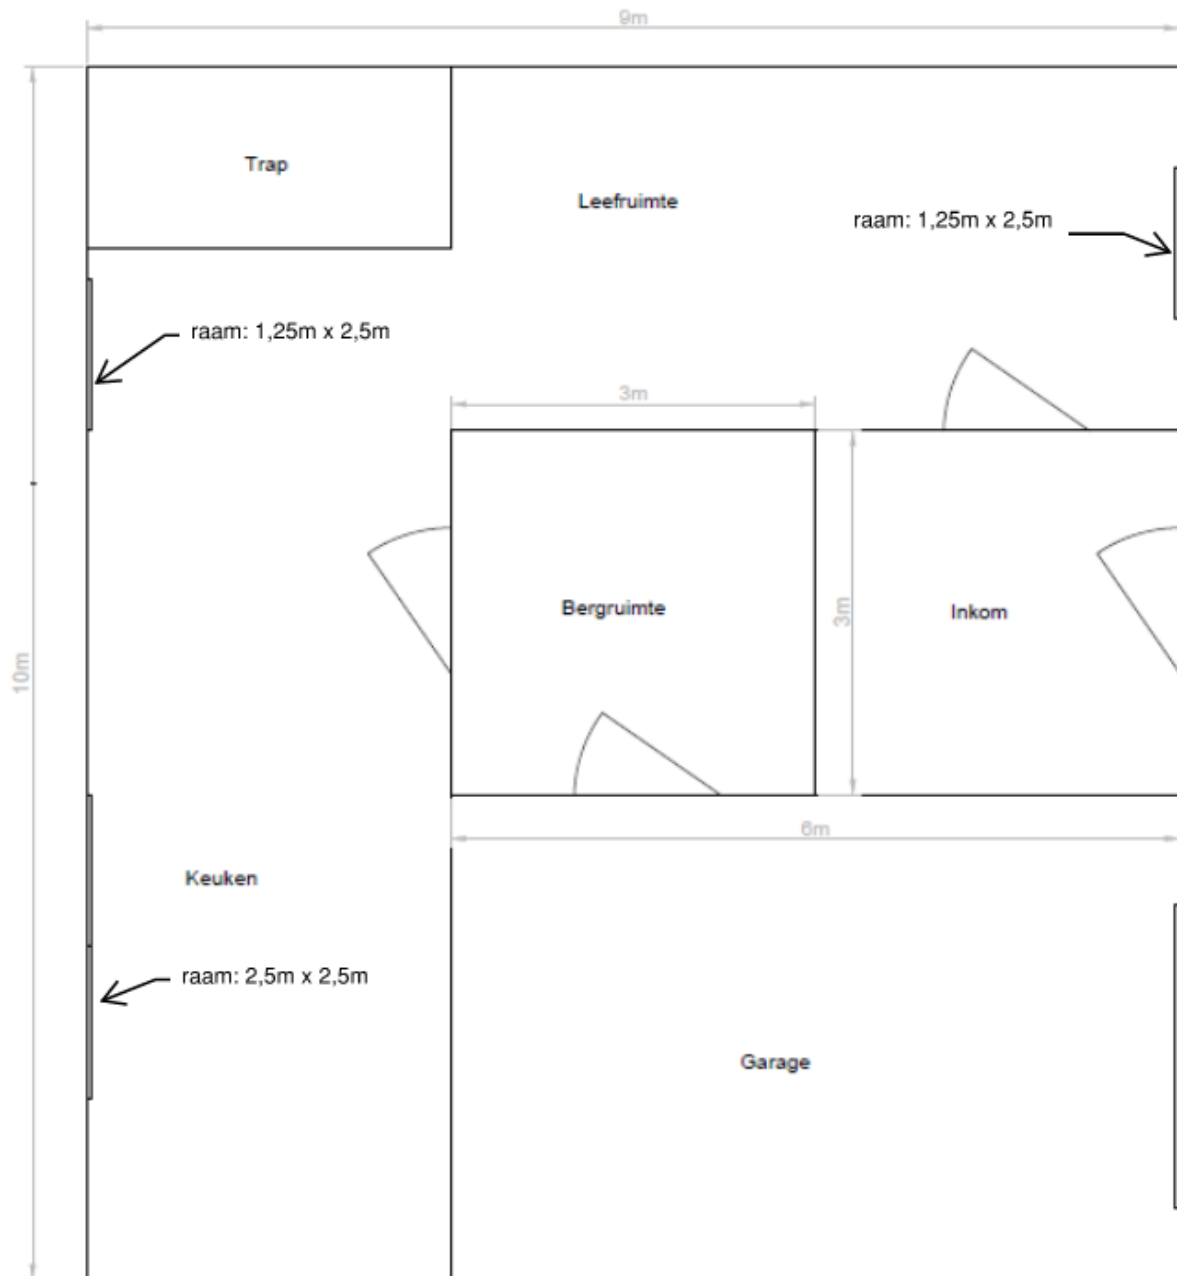 9m
Trap
Leefruimte
raam: 1,25m x 2,5m
raam: 1,25m x 2,5m
3m
Bergruimte
3m
Inkom
10m
6m
Keuken
raam: 2,5m x 2,5m
Garage